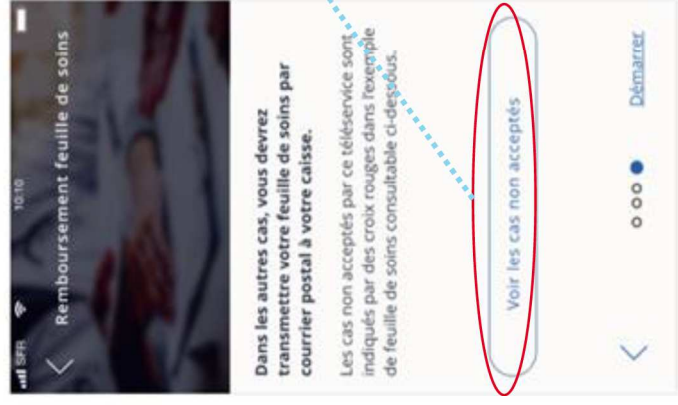 SFR 10:10
Remboursement feuille de soins
Dans les autres cas, vous devrez
transmettre votre feuille de soins par
courrier postal à votre caisse.
Les cas non acceptés par ce téléservice sont
indiqués par des croix rouges dans l'exemple
de feuille de soins consultable ci-dessous.
Voir les cas non acceptés
Démarrer